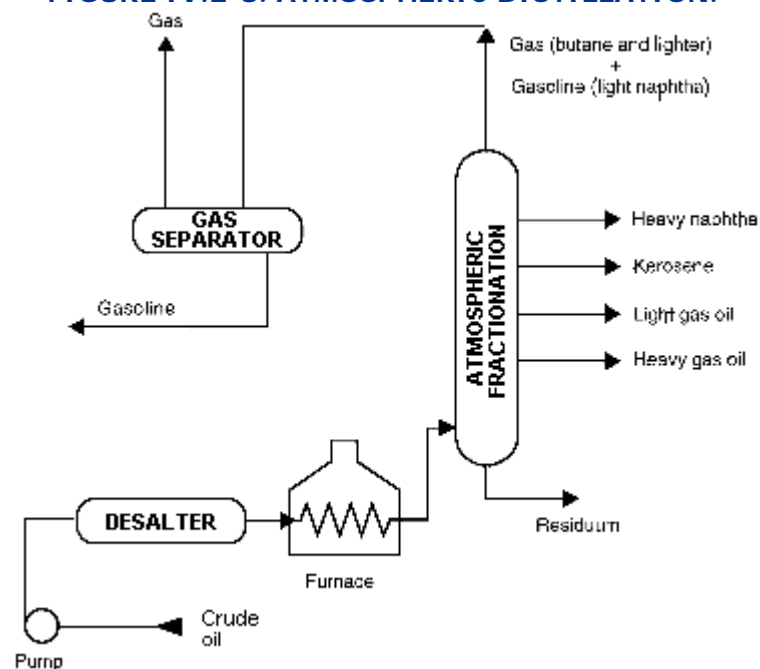 Gas
Gas (butane and lighter)
+
Gasoline (light naphtha)
GAS
SEPARATOR
Gasoline
ATMOSPHERIC
FRACTIONATION
Heavy naphtha
Kerosene
Light gas oil
Heavy gas oil
Residuum
DESALTER
Furnace
Crude
oil
Pump